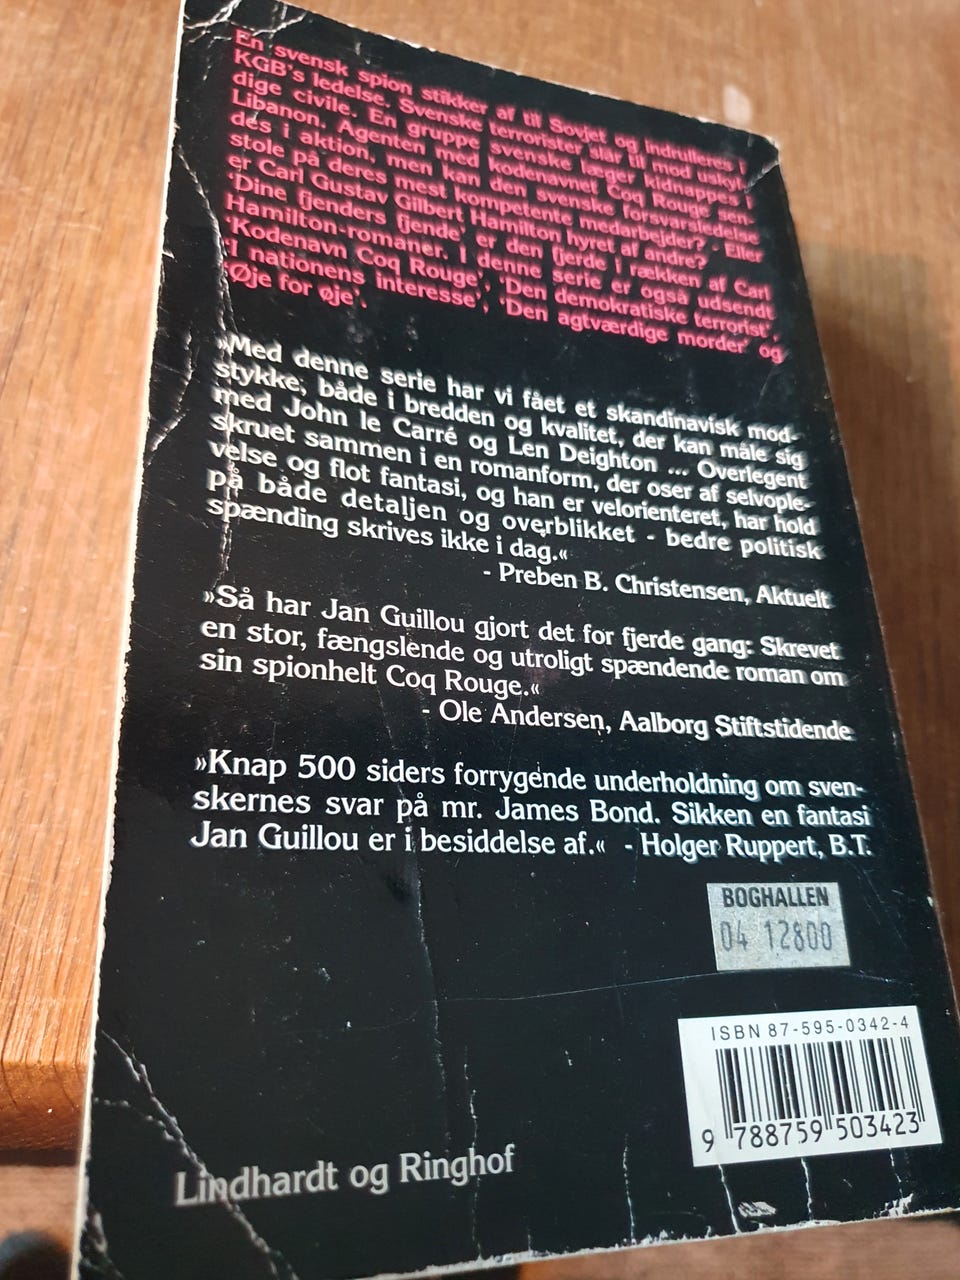 En svensk spion stikker af til Sovjet og indrulleres i
KGB's ledelse. Svenske terrorister slår til mod uskyl-
dige civile. En gruppe svenske læger kidnappes i
Libanon. Agenten med kodenavnet Coq Rouge sen-
des i aktion, men kan den svenske forsvarsledelse
stole på deres mest kompetente medarbejder? - Eller
er Carl Gustav Gilbert Hamilton hyret af andre?
'Dine fjenders fjende' er den fjerde i rækken af Carl
Hamilton-romaner. I denne serie er også udsendt
'Kodenavn Coq Rouge', 'Den demokratiske terrorist',
'I nationens interesse', 'Den agtværdige morder' og
'Øje for øje'.
»Med denne serie har vi fået et skandinavisk mod-
stykke, både i bredden og kvalitet, der kan måle sig
med John le Carré og Len Deighton ... Overlegent
skruet sammen i en romanform, der oser af selvople-
velse og flot fantasi, og han er velorienteret, har hold
på både detaljen og overblikket - bedre politisk
spænding skrives ikke i dag.«
- Preben B. Christensen, Aktuelt
»Så har Jan Guillou gjort det for fjerde gang: Skrevet
en stor, fængslende og utroligt spændende roman om
sin spionhelt Coq Rouge.«
- Ole Andersen, Aalborg Stiftstidende
»Knap 500 siders forrygende underholdning om sven-
skernes svar på mr. James Bond. Sikken en fantasi
Jan Guillou er i besiddelse af.« - Holger Ruppert, B.T.
BOGHALLEN
04 12800
ISBN 87-595-0342-4
9 788759 503423
Lindhardt og Ringhof